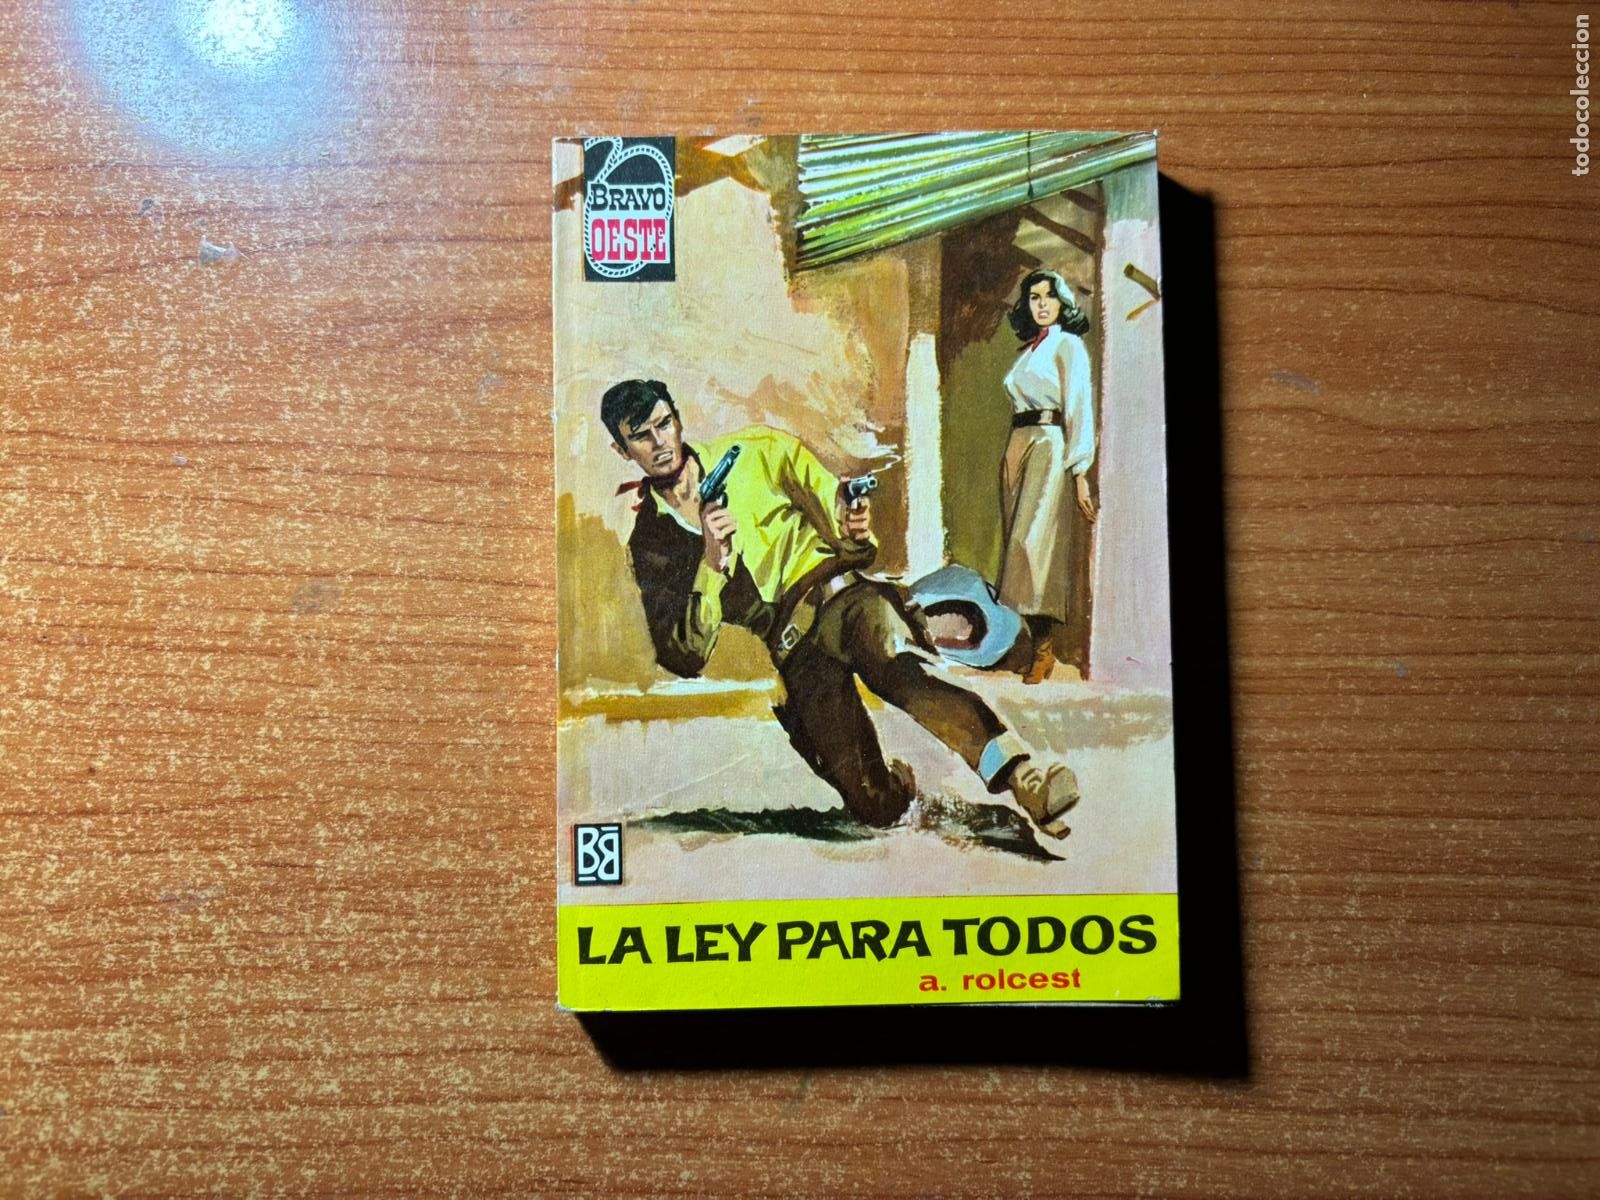 BRAVO
OESTE
BB
LA LEY PARA TODOS
a. rolcest
todocoleccion